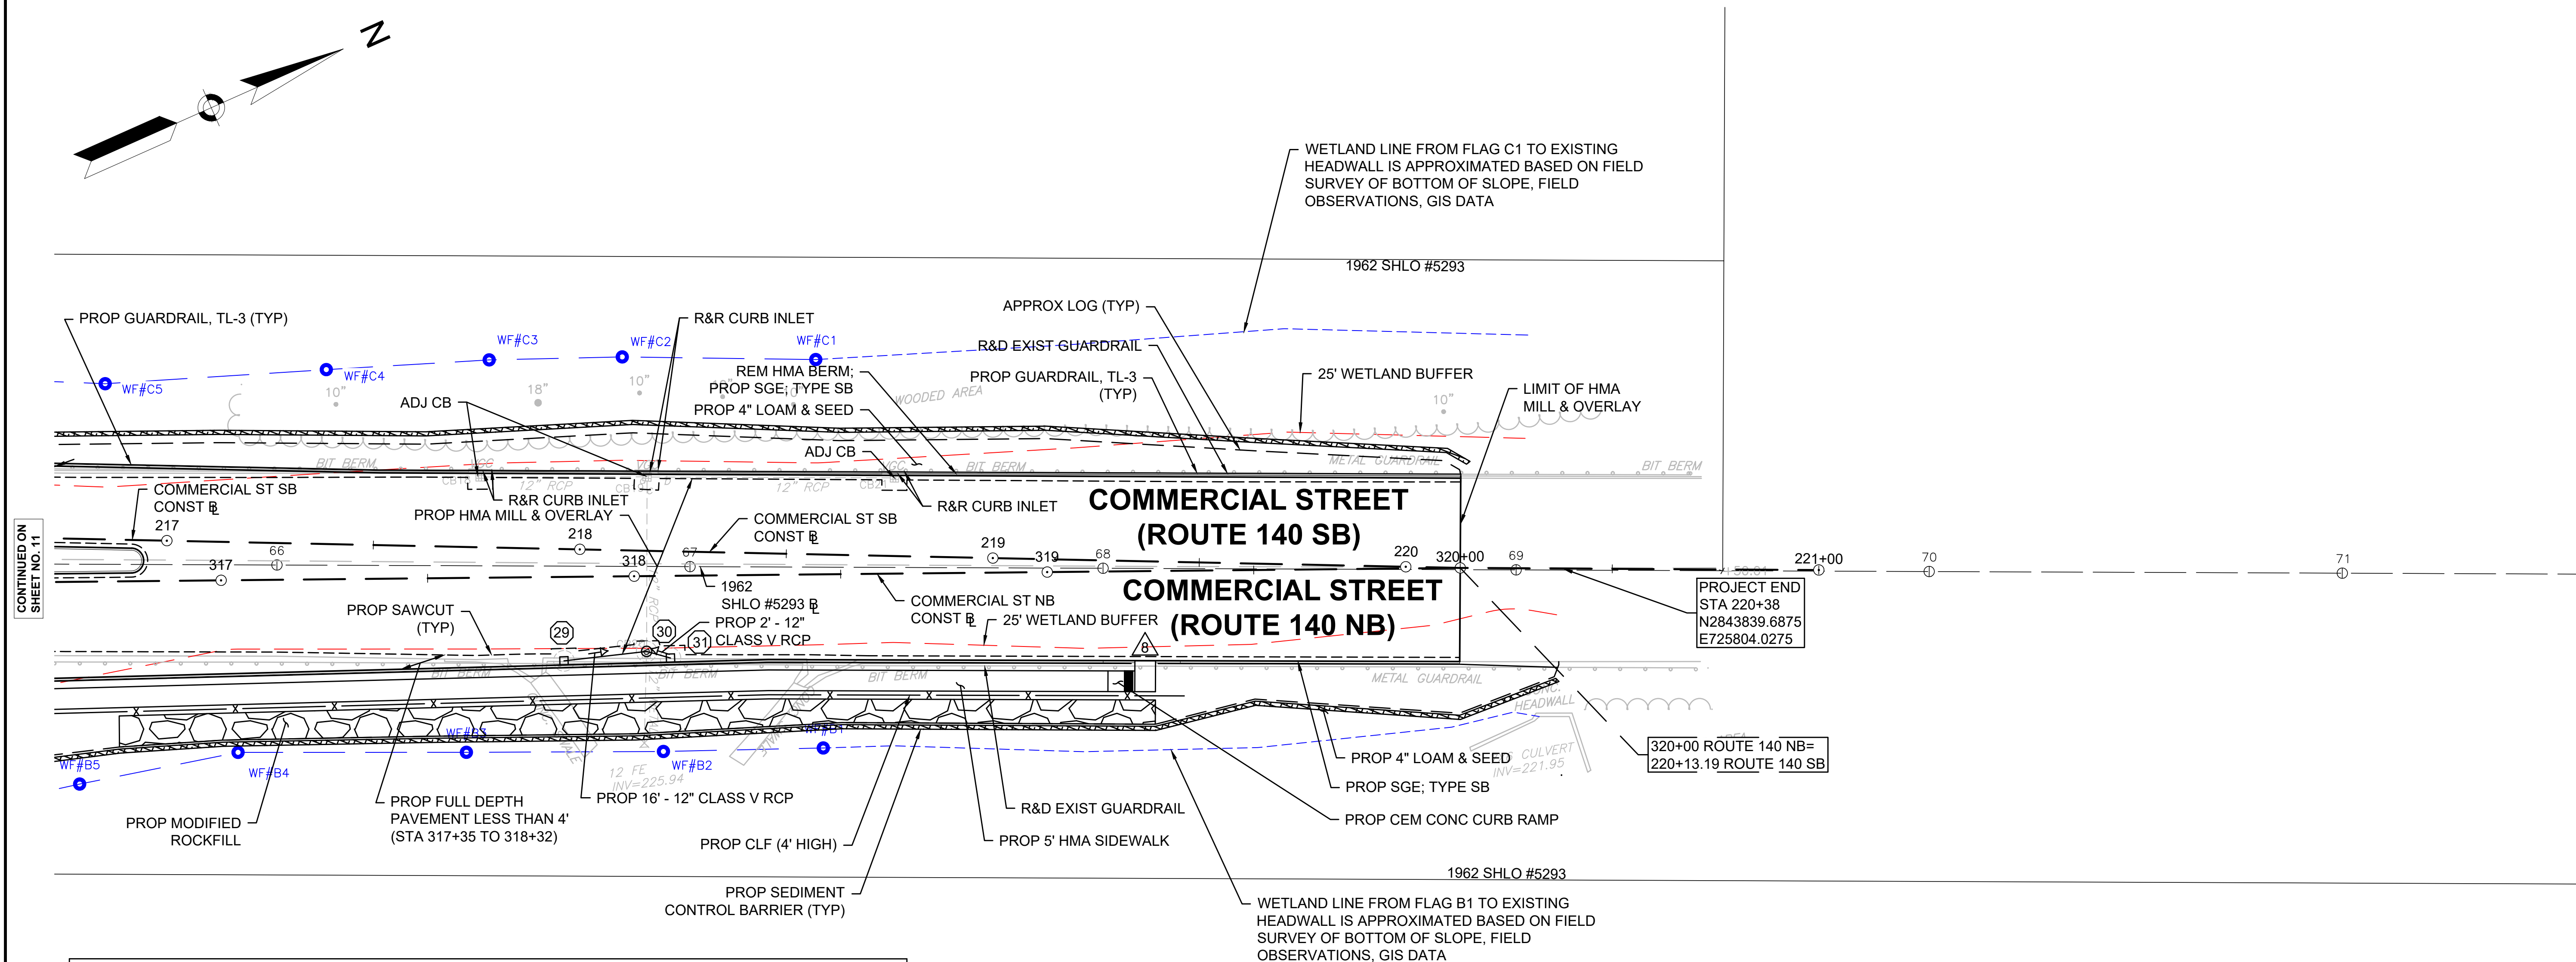 N
WETLAND LINE FROM FLAG C1 TO EXISTING
HEADWALL IS APPROXIMATED BASED ON FIELD
SURVEY OF BOTTOM OF SLOPE, FIELD
OBSERVATIONS, GIS DATA
1962 SHLO #5293
PROP GUARDRAIL, TL-3 (TYP)
R&R CURB INLET
APPROX LOG (TYP)
R&D EXIST GUARDRAIL
PROP GUARDRAIL, TL-3
(TYP)
25' WETLAND BUFFER
LIMIT OF HMA
MILL & OVERLAY
WF#C5
WF#C4
WF#C3
WF#C2
WF#C1
REM HMA BERM;
PROP SGE; TYPE SB
PROP 4" LOAM & SEED
ADJ CB
ADJ CB
10"
18"
10"
10"
WOODED AREA
BIT BERM
VGC
BIT BERM
METAL GUARDRAIL
BIT BERM
12" RCP
12" RCP
R&R CURB INLET
R&R CURB INLET
PROP HMA MILL & OVERLAY
COMMERCIAL ST SB
CONST BL
COMMERCIAL ST SB
CONST BL
COMMERCIAL STREET
(ROUTE 140 SB)
CONTINUED ON
SHEET NO. 11
217
218
219
220
320+00
69
221+00
70
71
317
66
318
67
319
68
COMMERCIAL STREET
(ROUTE 140 NB)
1962
SHLO #5293 BL
COMMERCIAL ST NB
CONST BL
PROP 2' - 12"
CLASS V RCP
25' WETLAND BUFFER
PROP SAWCUT
(TYP)
29
30
31
8
PROJECT END
STA 220+38
N2843839.6875
E725804.0275
BIT BERM
BIT BERM
BIT BERM
METAL GUARDRAIL
HEADWALL
CULVERT
INV=221.95
320+00 ROUTE 140 NB=
220+13.19 ROUTE 140 SB
WF#B5
WF#B4
WF#B3
WF#B2
WF#B1
12 FE
INV=225.94
PROP MODIFIED
ROCKFILL
PROP FULL DEPTH
PAVEMENT LESS THAN 4'
(STA 317+35 TO 318+32)
PROP 16' - 12" CLASS V RCP
PROP CLF (4' HIGH)
PROP SEDIMENT
CONTROL BARRIER (TYP)
R&D EXIST GUARDRAIL
PROP 5' HMA SIDEWALK
PROP 4" LOAM & SEED
PROP SGE; TYPE SB
PROP CEM CONC CURB RAMP
1962 SHLO #5293
WETLAND LINE FROM FLAG B1 TO EXISTING
HEADWALL IS APPROXIMATED BASED ON FIELD
SURVEY OF BOTTOM OF SLOPE, FIELD
OBSERVATIONS, GIS DATA